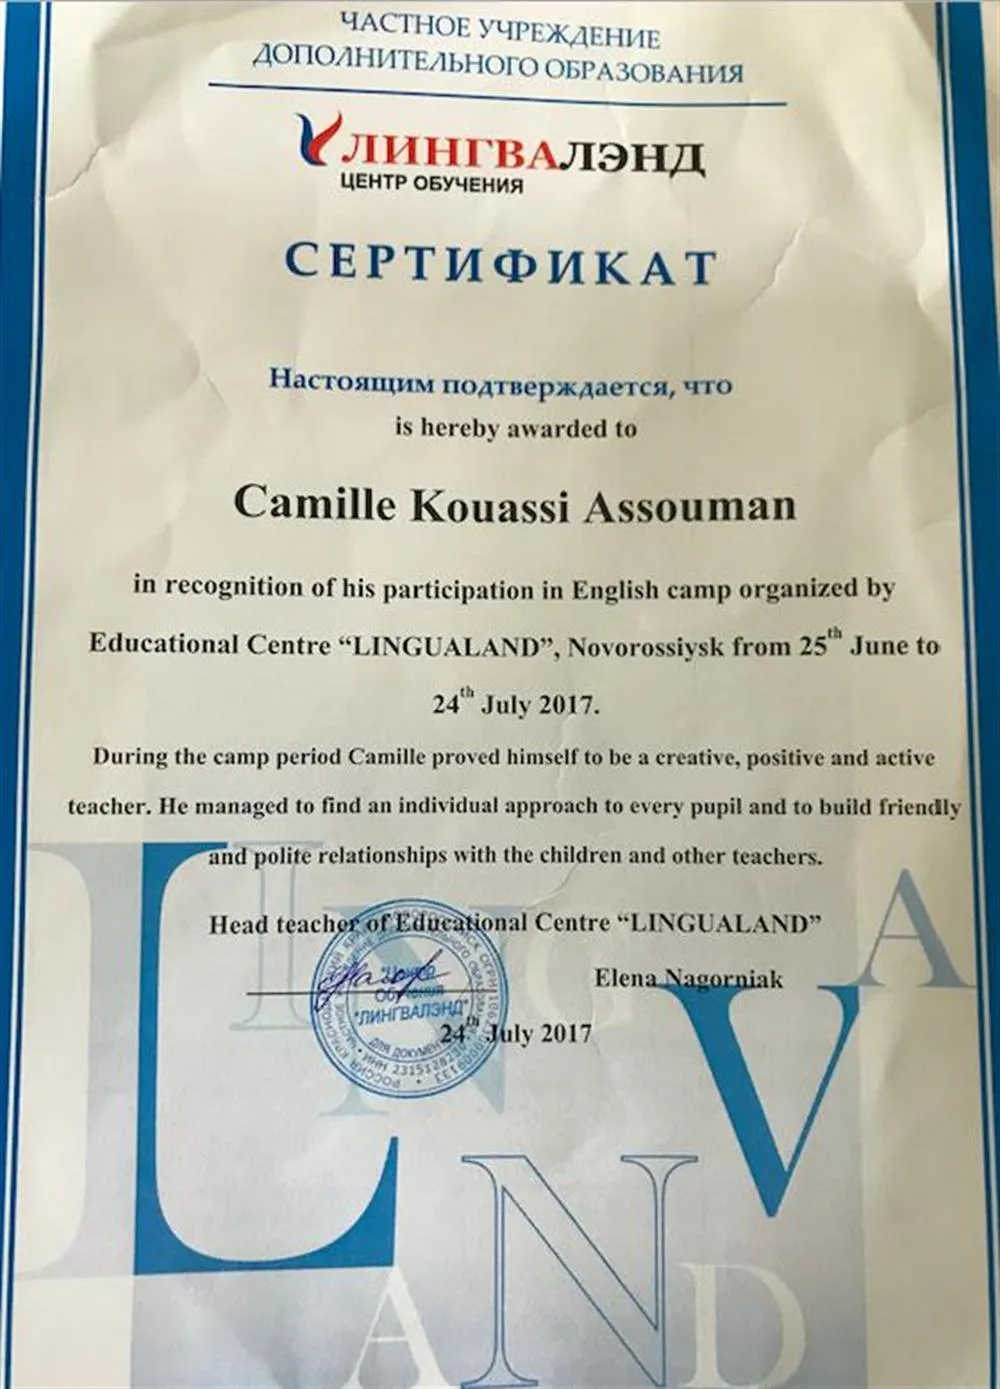 ЧАСТНОЕ УЧРЕЖДЕНИЕ
ДОПОЛНИТЕЛЬНОГО ОБРАЗОВАНИЯ
ЛИНГВАЛЭНД
ЦЕНТР ОБУЧЕНИЯ
СЕРТИФИКАТ
Настоящим подтверждается, что
is hereby awarded to
Camille Kouassi Assouman
in recognition of his participation in English camp organized by
Educational Centre “LINGUALAND”, Novorossiysk from 25th June to
24th July 2017.
During the camp period Camille proved himself to be a creative, positive and active
teacher. He managed to find an individual approach to every pupil and to build friendly
and polite relationships with the children and other teachers.
Head teacher of Educational Centre “LINGUALAND”
Elena Nagorniak
"Центр
Обучения
"ЛИНГВАЛЭНД"
24th July 2017
L I N G V A
L A N D